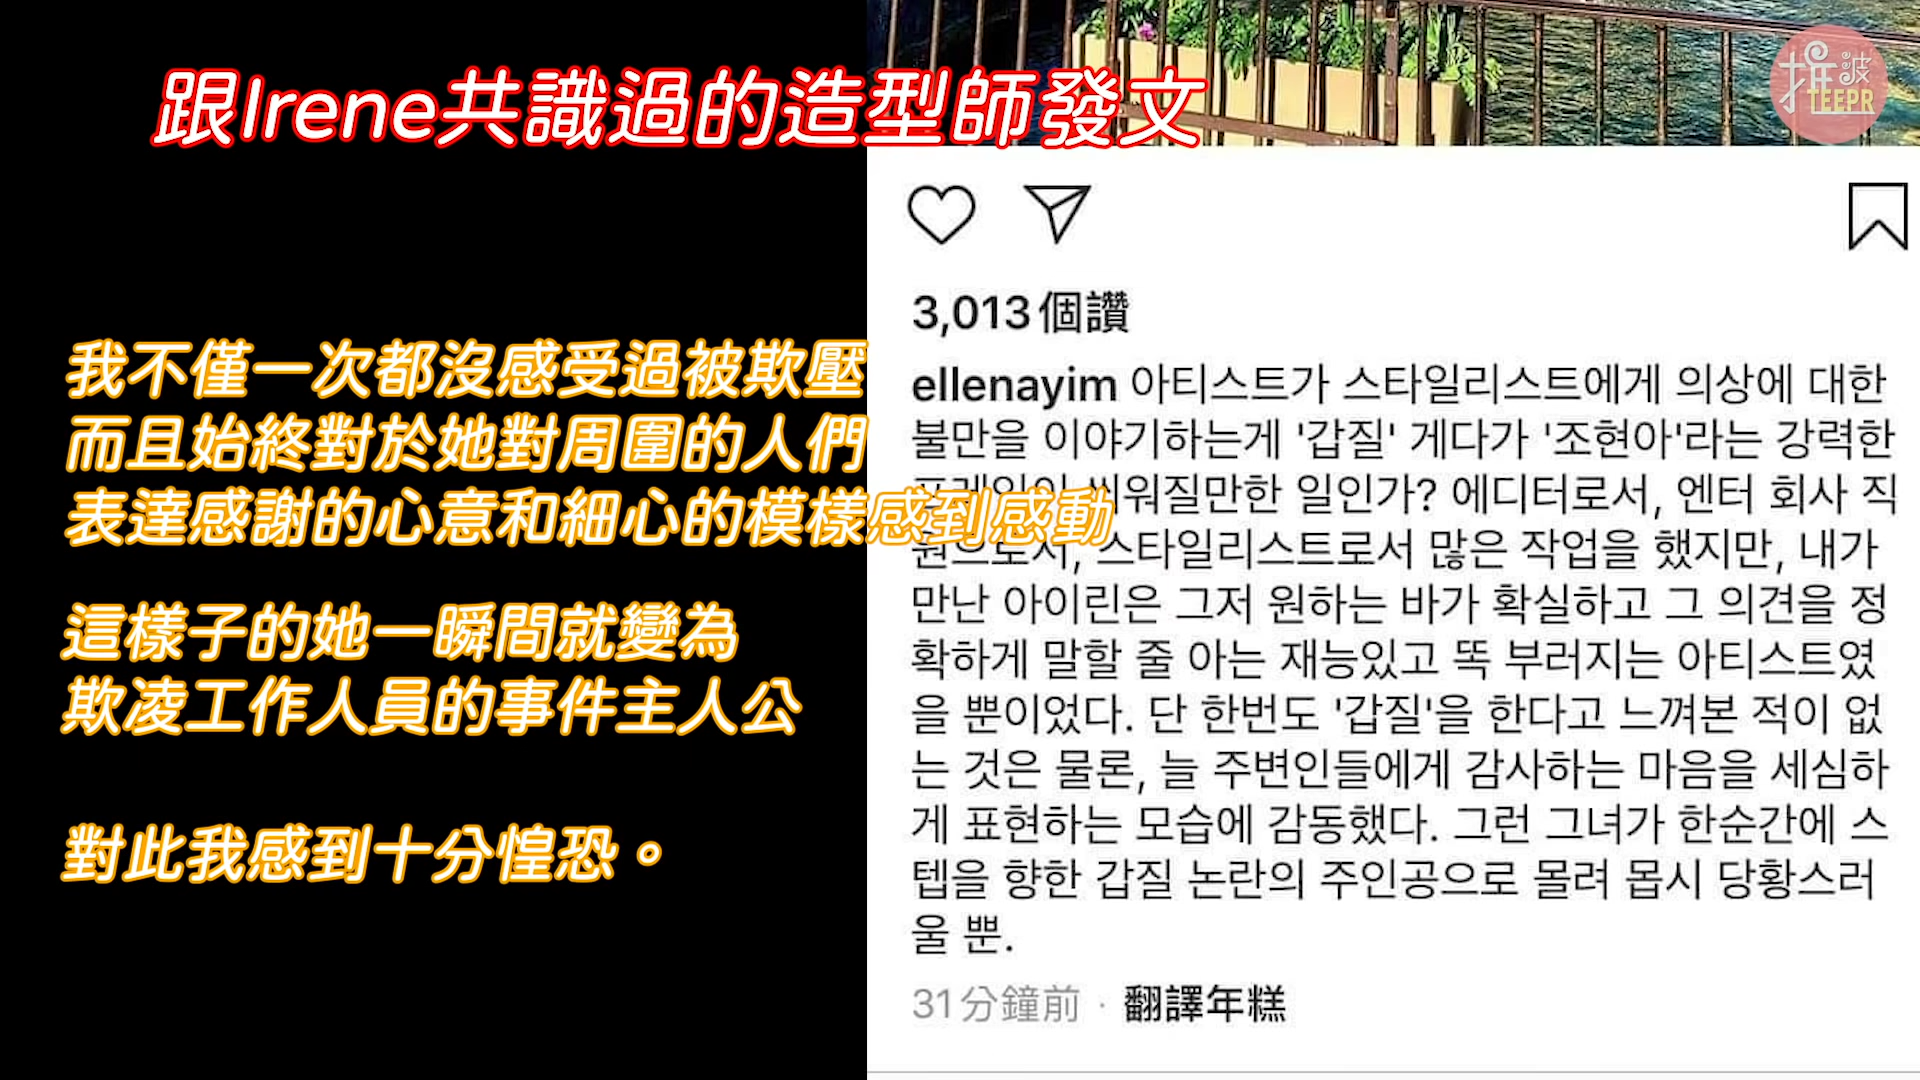 跟Irene共識過的造型師發文
推波
TEEPR
我不僅一次都沒感受過被欺壓
而且始終對於她對周圍的人們
表達感謝的心意和細心的模樣感到感動
這樣子的她一瞬間就變為
欺凌工作人員的事件主人公
對此我感到十分惶恐。
3,013個讚
ellenayim 아티스트가 스타일리스트에게 의상에 대한
불만을 이야기하는게 '갑질' 게다가 '조현아'라는 강력한
씌워질만한 일인가? 에디터로서, 엔터 회사 직
원으로서, 스타일리스트로서 많은 작업을 했지만, 내가
만난 아이린은 그저 원하는 바가 확실하고 그 의견을 정
확하게 말할 줄 아는 재능있고 똑 부러지는 아티스트였
을 뿐이었다. 단 한번도 '갑질'을 한다고 느껴본 적이 없
는 것은 물론, 늘 주변인들에게 감사하는 마음을 세심하
게 표현하는 모습에 감동했다. 그런 그녀가 한순간에 스
텝을 향한 갑질 논란의 주인공으로 몰려 몹시 당황스러
울 뿐.
31分鐘前 · 翻譯年糕